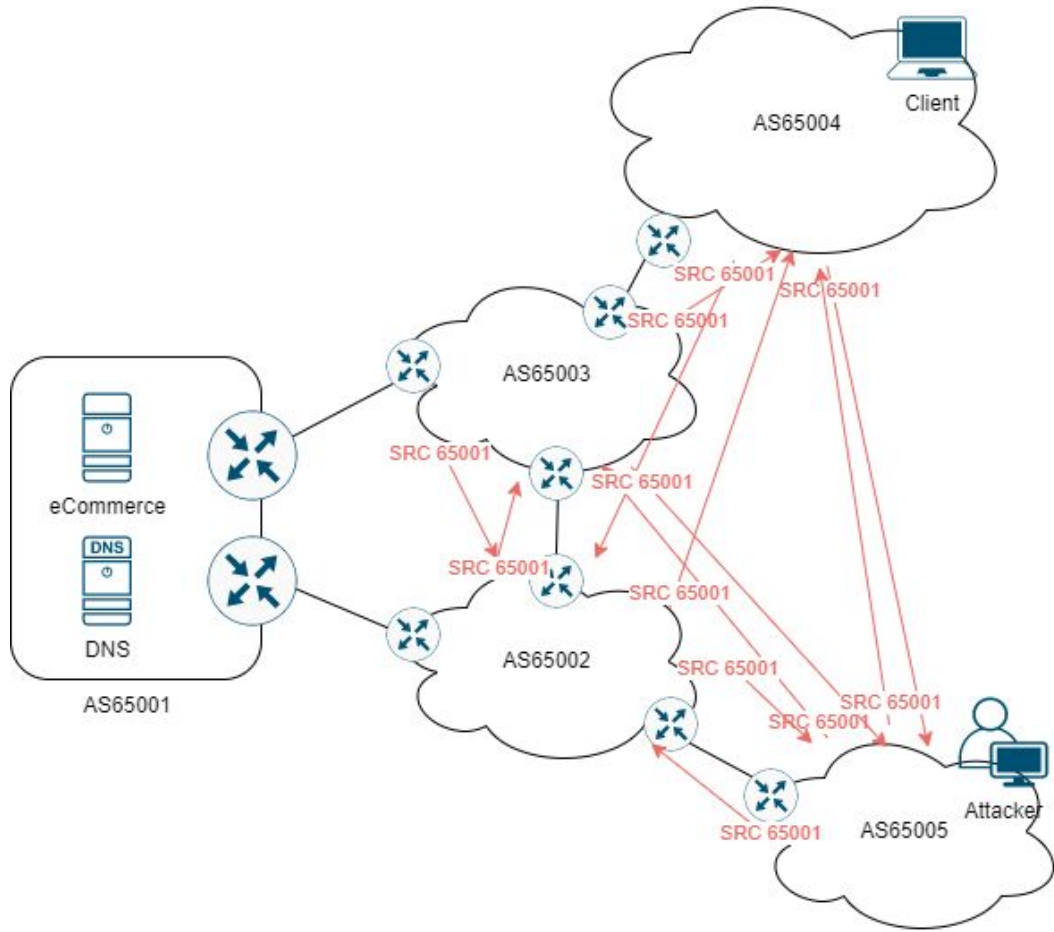 Client
AS65004
SRC 65001
SRC 65001
SRC 65001
AS65003
SRC 65001
SRC 65001
eCommerce
DNS
SRC 65001
SRC 65001
DNS
AS65002
SRC 65001
AS65001
SRC 65001
SRC 65001
Attacker
SRC 65001
AS65005